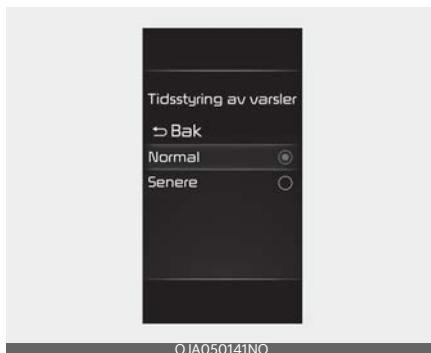 Tidsstyring av varsler
Bak
Normal
Senere
OJA050141NO